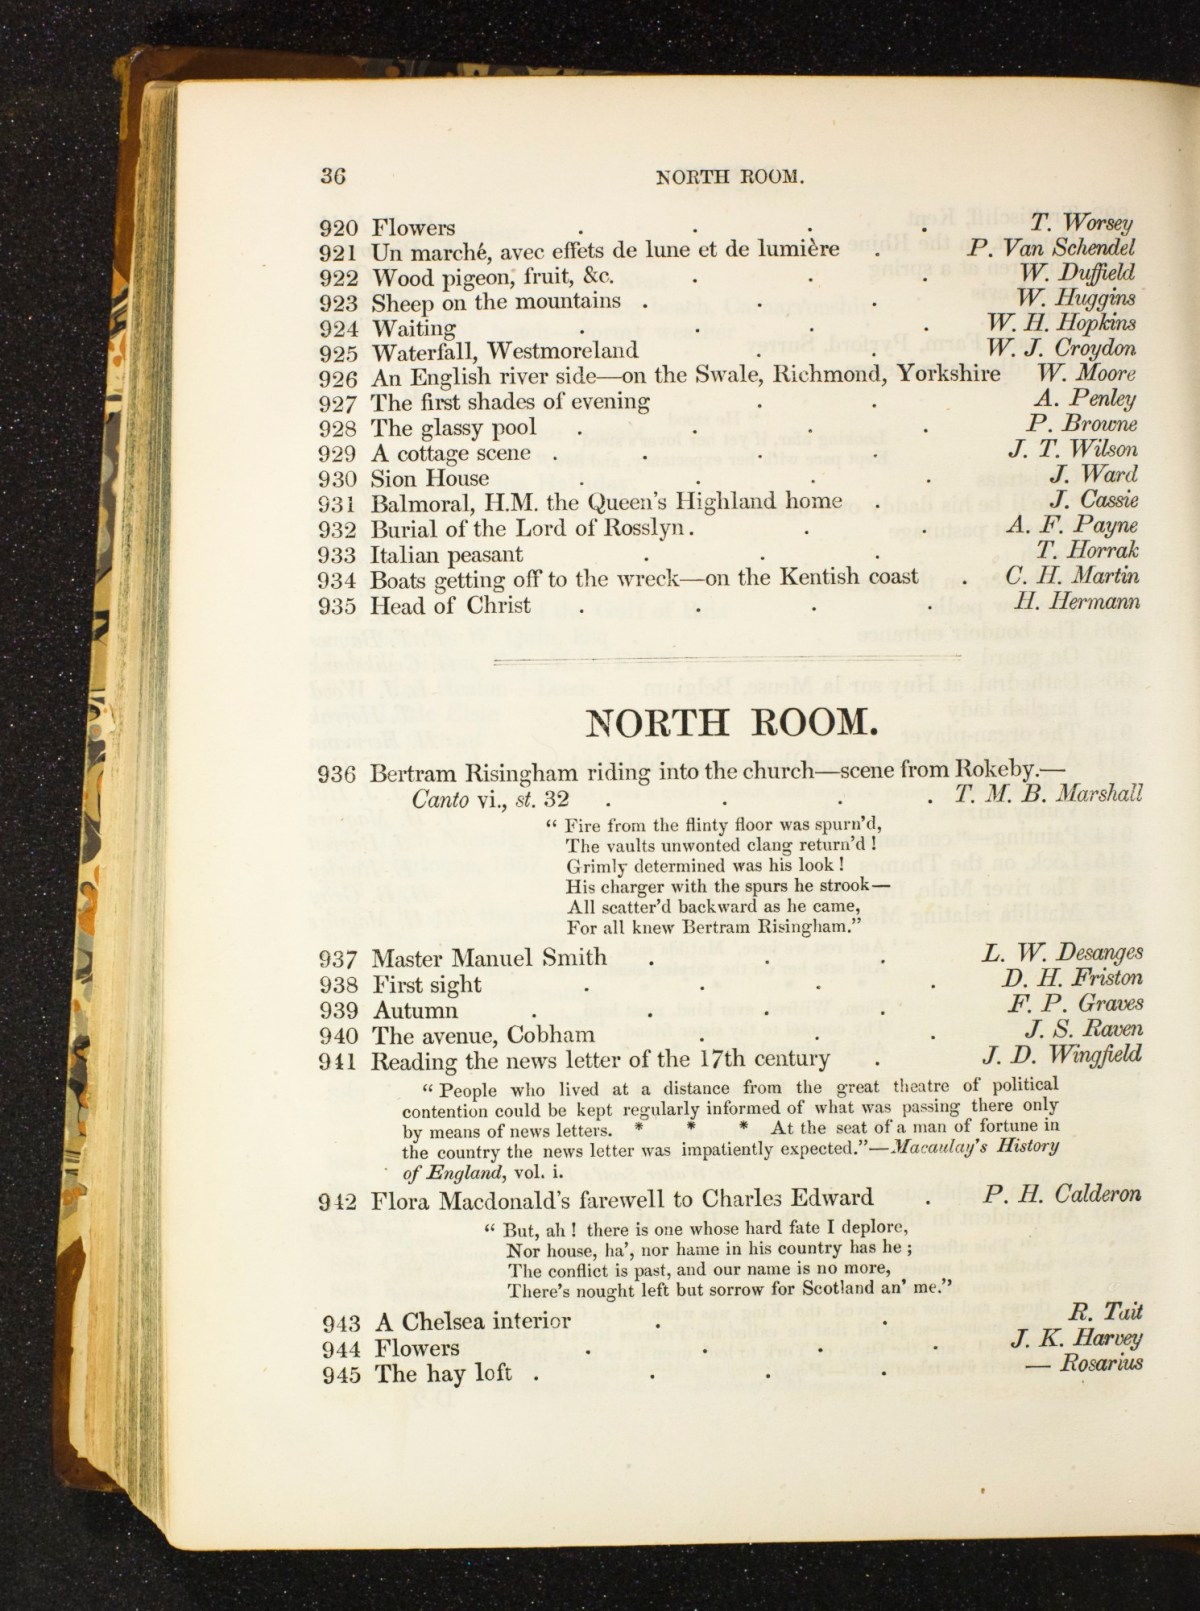 36 NORTH ROOM.
920 Flowers . . . . T. Worsey
921 Un marché, avec effets de lune et de lumière . P. Van Schendel
922 Wood pigeon, fruit, &c. . . . W. Duffield
923 Sheep on the mountains . . . W. Huggins
924 Waiting . . . . W. H. Hopkins
925 Waterfall, Westmoreland . . W. J. Croydon
926 An English river side—on the Swale, Richmond, Yorkshire W. Moore
927 The first shades of evening . . A. Penley
928 The glassy pool . . . . P. Browne
929 A cottage scene . . . . J. T. Wilson
930 Sion House . . . . J. Ward
931 Balmoral, H.M. the Queen's Highland home . J. Cassie
932 Burial of the Lord of Rosslyn . . . A. F. Payne
933 Italian peasant . . . T. Horrak
934 Boats getting off to the wreck—on the Kentish coast . C. H. Martin
935 Head of Christ . . . . H. Hermann
NORTH ROOM.
936 Bertram Risingham riding into the church—scene from Rokeby.—
Canto vi., st. 32 . . . . T. M. B. Marshall
“ Fire from the flinty floor was spurn'd,
The vaults unwonted clang return'd !
Grimly determined was his look !
His charger with the spurs he strook—
All scatter'd backward as he came,
For all knew Bertram Risingham.”
937 Master Manuel Smith . . . L. W. Desanges
938 First sight . . . . D. H. Friston
939 Autumn . . . . F. P. Graves
940 The avenue, Cobham . . . J. S. Raven
941 Reading the news letter of the 17th century . J. D. Wingfield
“ People who lived at a distance from the great theatre of political
contention could be kept regularly informed of what was passing there only
by means of news letters. * * * At the seat of a man of fortune in
the country the news letter was impatiently expected.”—Macaulay's History
of England, vol. i.
942 Flora Macdonald's farewell to Charles Edward . P. H. Calderon
“ But, ah ! there is one whose hard fate I deplore,
Nor house, ha', nor hame in his country has he ;
The conflict is past, and our name is no more,
There's nought left but sorrow for Scotland an' me.”
943 A Chelsea interior . . R. Tait
944 Flowers . . . . J. K. Harvey
945 The hay loft . . . . — Rosarius